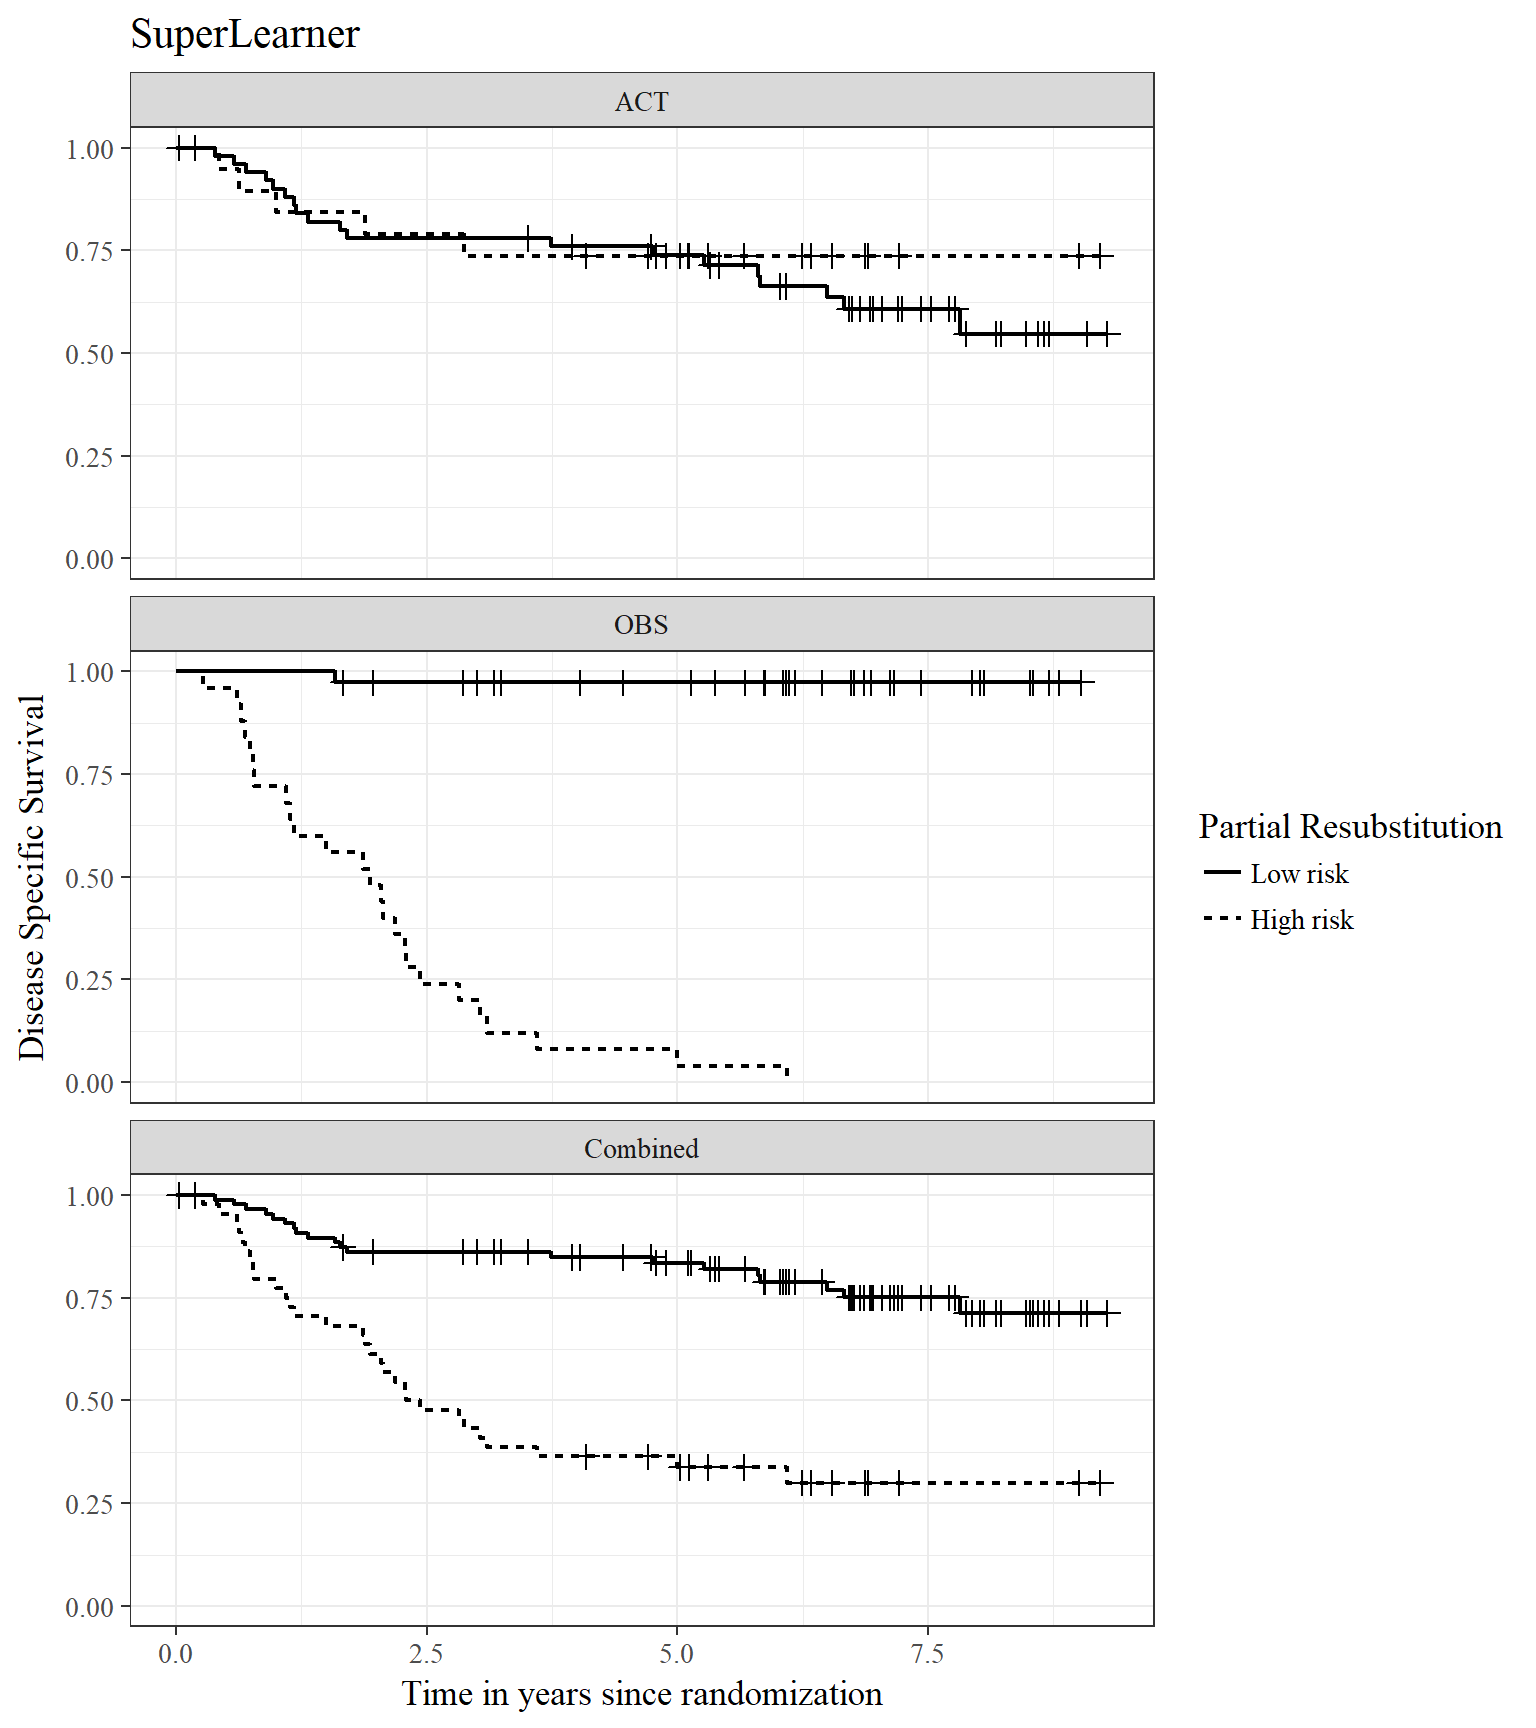 SuperLearner
ACT
1.00
0.75
0.50
0.25
0.00
OBS
1.00
0.75
0.50
0.25
0.00
Combined
1.00
0.75
0.50
0.25
0.00
0.0 2.5 5.0 7.5
Time in years since randomization
Disease Specific Survival
Partial Resubstitution
Low risk
High risk